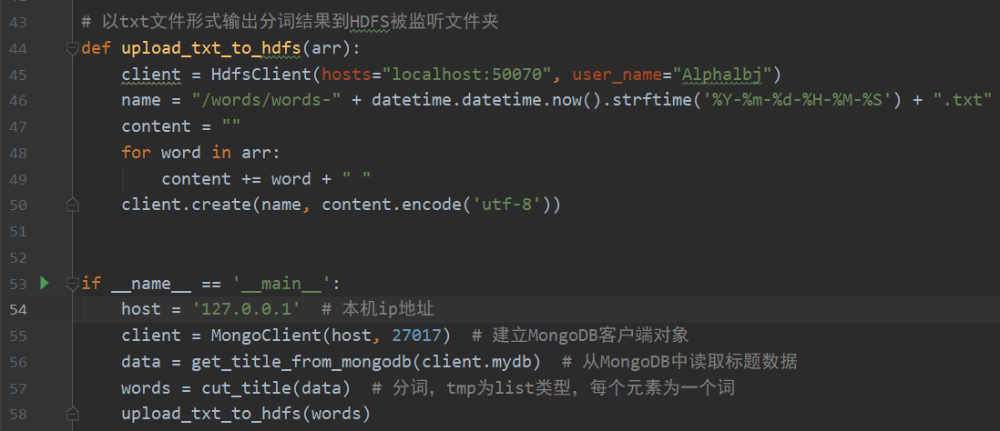 43 # 以txt文件形式输出分词结果到HDFS被监听文件夹
44 def upload_txt_to_hdfs(arr):
45     client = HdfsClient(hosts="localhost:50070", user_name="Alphalbj")
46     name = "/words/words-" + datetime.datetime.now().strftime('%Y-%m-%d-%H-%M-%S') + ".txt"
47     content = ""
48     for word in arr:
49         content += word + " "
50     client.create(name, content.encode('utf-8'))
51
52
53 if __name__ == '__main__':
54     host = '127.0.0.1'  # 本机ip地址
55     client = MongoClient(host, 27017)  # 建立MongoDB客户端对象
56     data = get_title_from_mongodb(client.mydb)  # 从MongoDB中读取标题数据
57     words = cut_title(data)  # 分词，tmp为list类型，每个元素为一个词
58     upload_txt_to_hdfs(words)